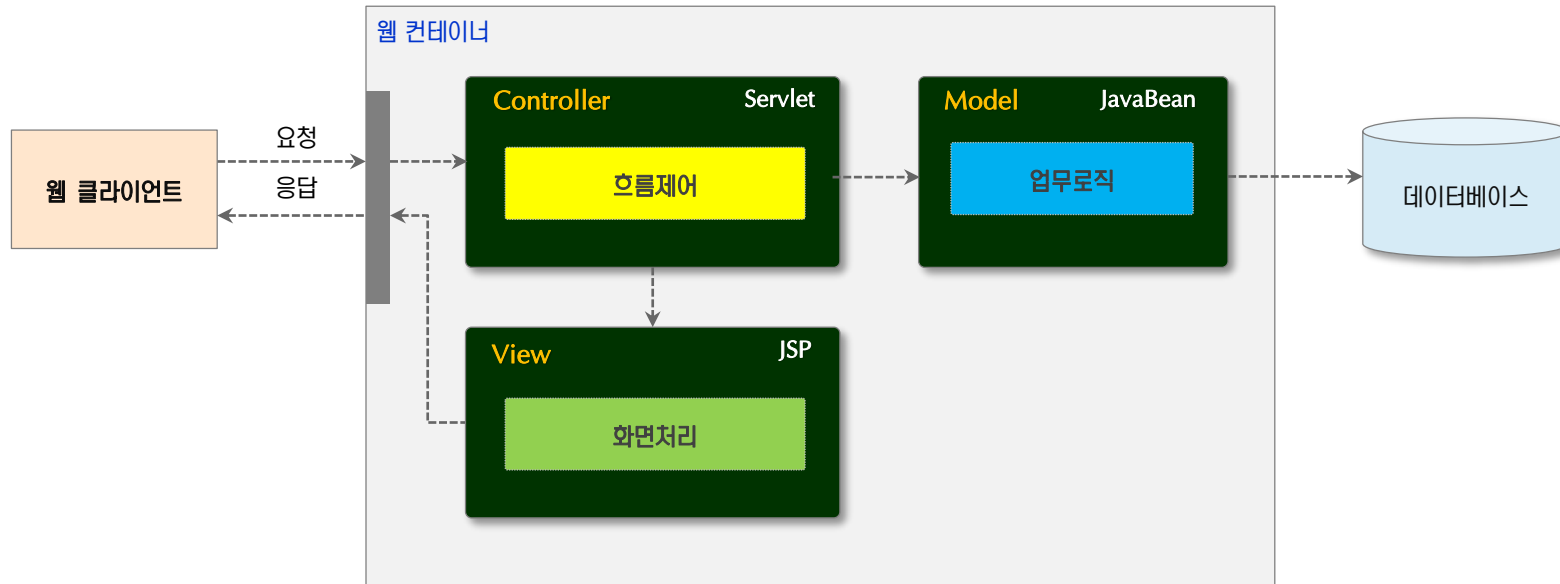 웹 컨테이너
Controller
Servlet
흐름제어
Model
JavaBean
업무로직
요청
응답
웹 클라이언트
데이터베이스
View
JSP
화면처리